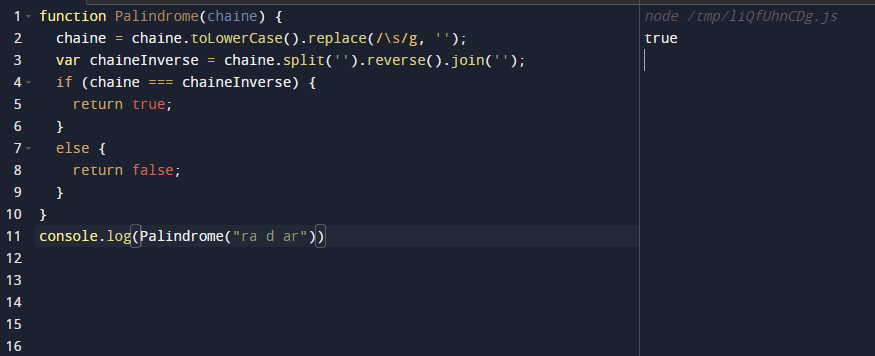 1 function Palindrome(chaine) {
2 chaine = chaine.toLowerCase().replace(/\s/g, '');
3 var chaineInverse = chaine.split('').reverse().join('');
4 if (chaine === chaineInverse) {
5 return true;
6 }
7 else {
8 return false;
9 }
10 }
11 console.log(Palindrome("ra d ar"))
12
13
14
15
16
node /tmp/liQfUhnCDg.js
true